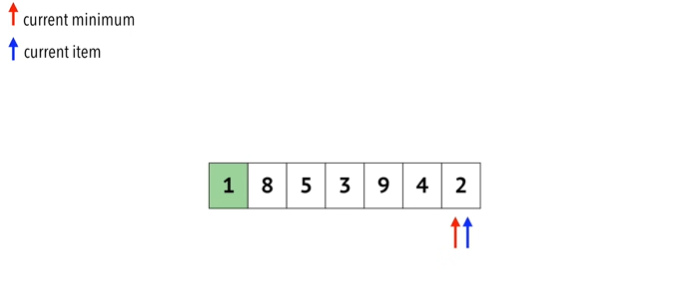 current minimum
current item
1 8 5 3 9 4 2